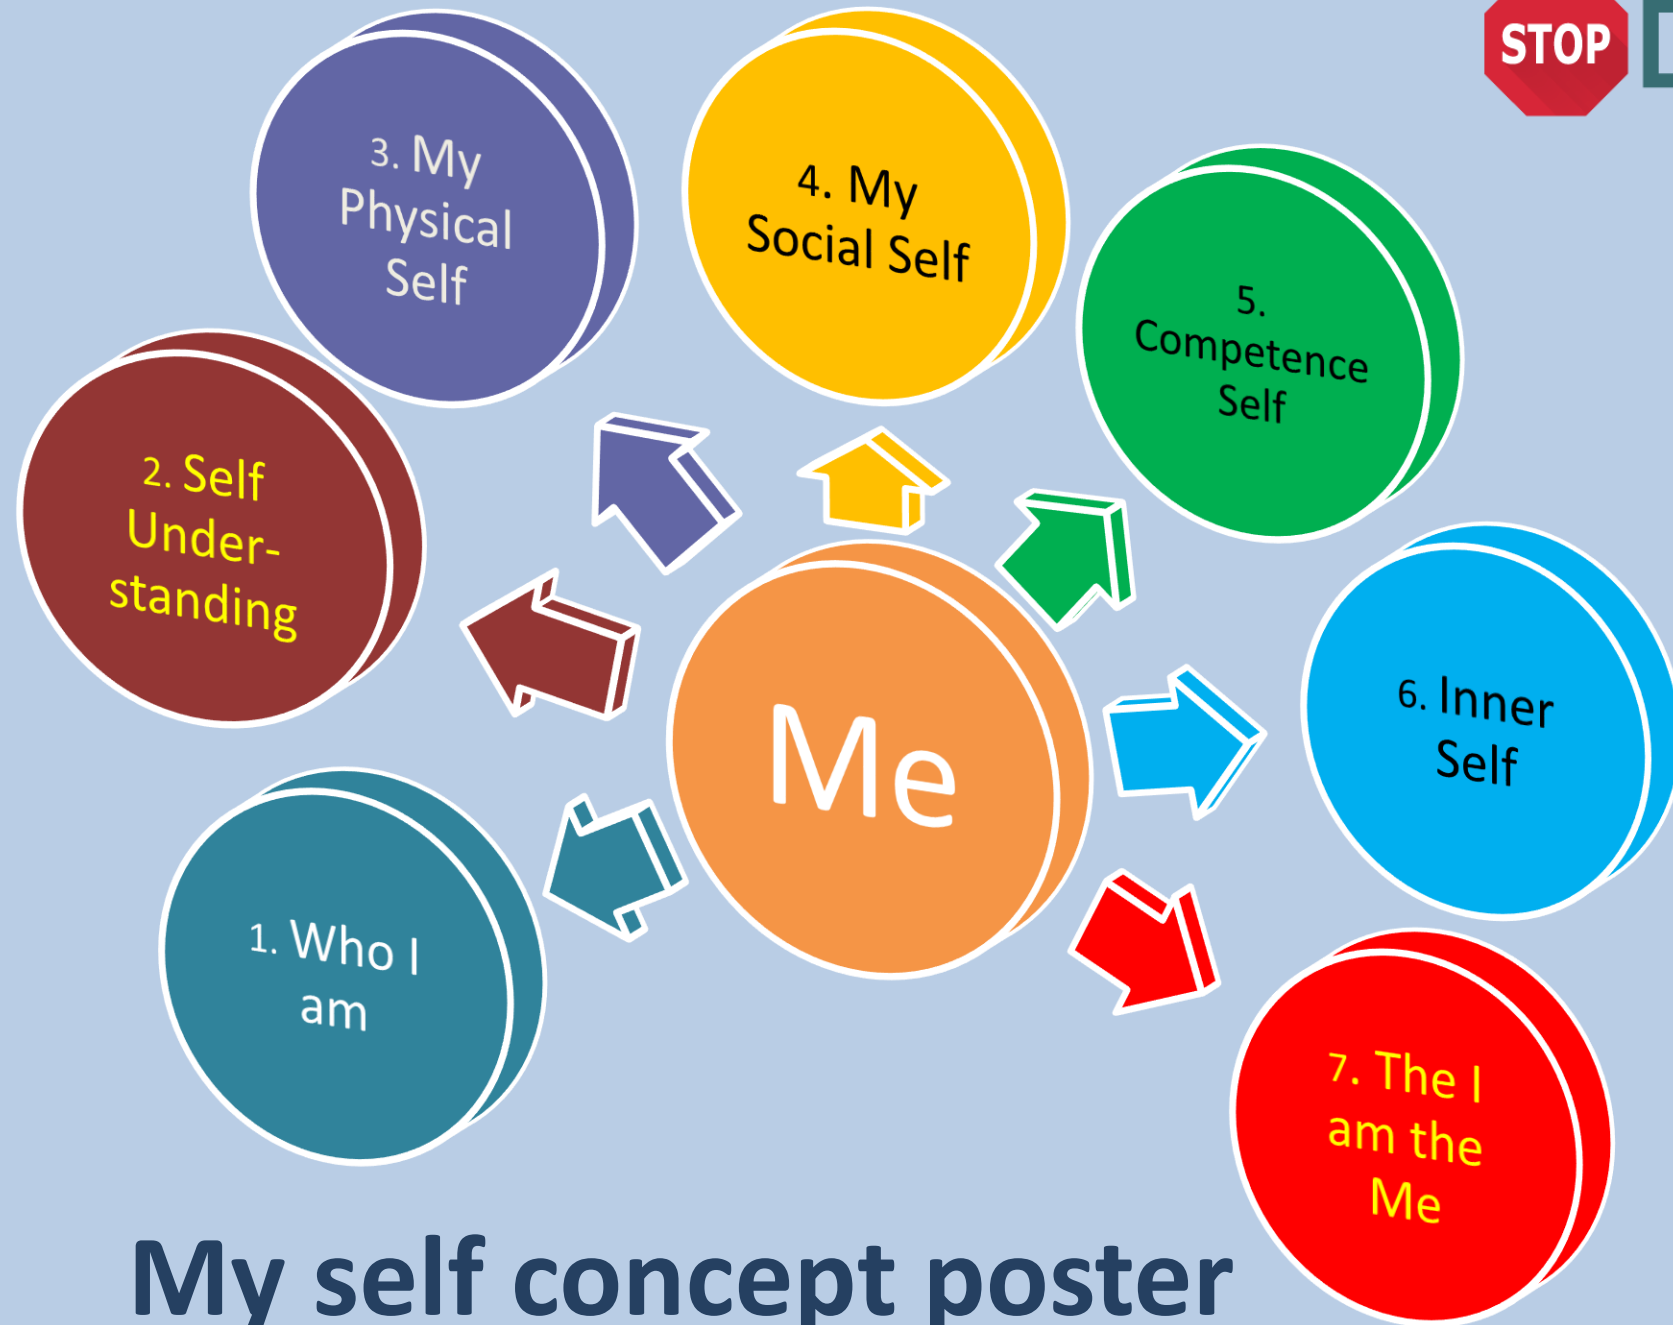 STOP
3. My
Physical
Self
4. My
Social Self
5.
Competence
Self
2. Self
Under-
standing
6. Inner
Self
Me
1. Who I
am
7. The I
am the
Me
My self concept poster